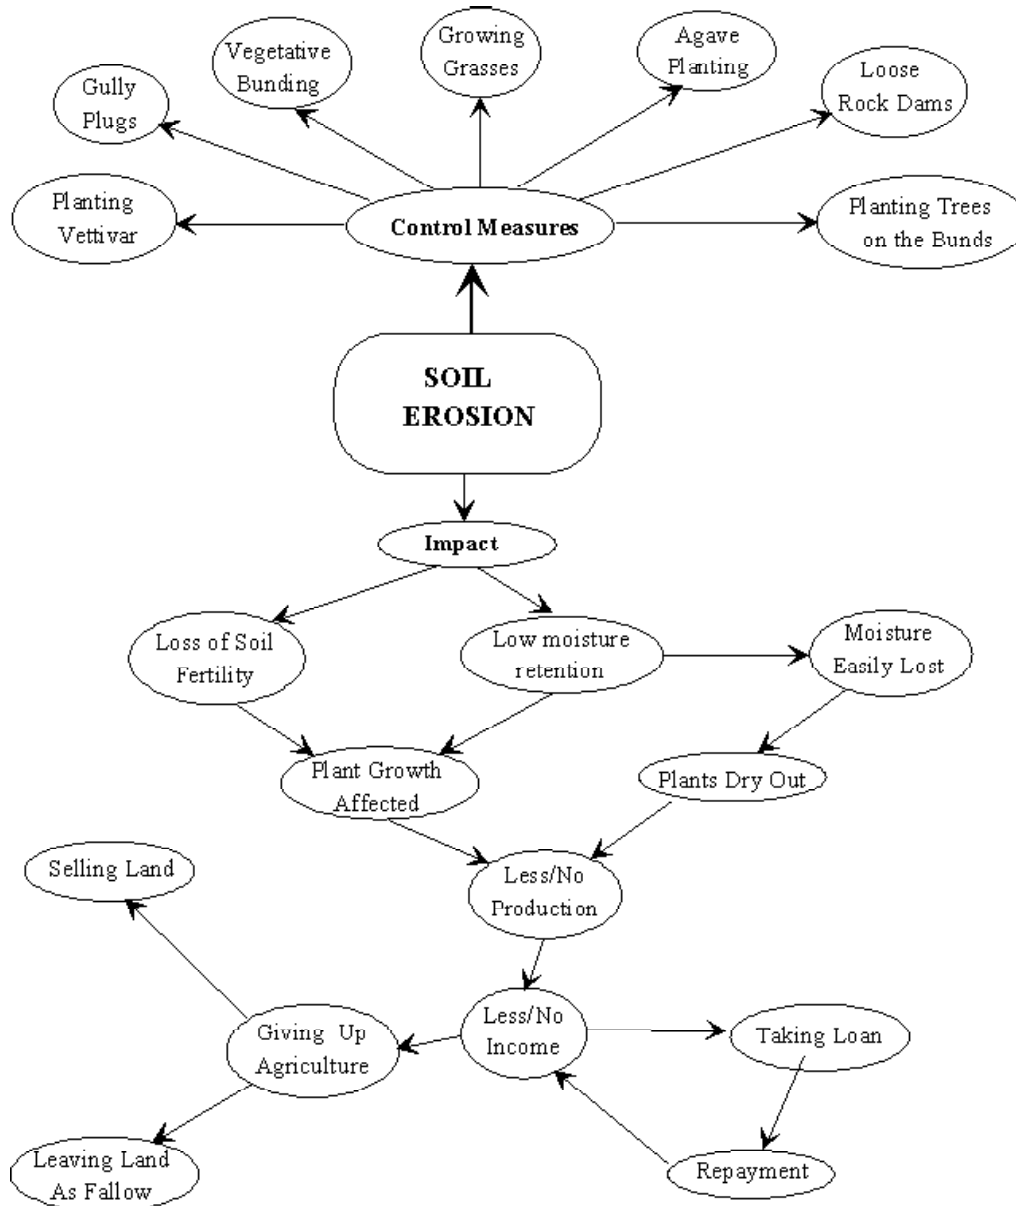 Growing
Grasses
Agave
Planting
Vegetative
Bunding
Loose
Rock Dams
Gully
Plugs
Planting
Vettivar
Control Measures
Planting Trees
on the Bunds
SOIL
EROSION
Impact
Loss of Soil
Fertility
Low moisture
retention
Moisture
Easily Lost
Plant Growth
Affected
Plants Dry Out
Selling Land
Less/No
Production
Giving Up
Agriculture
Less/No
Income
Taking Loan
Leaving Land
As Fallow
Repayment